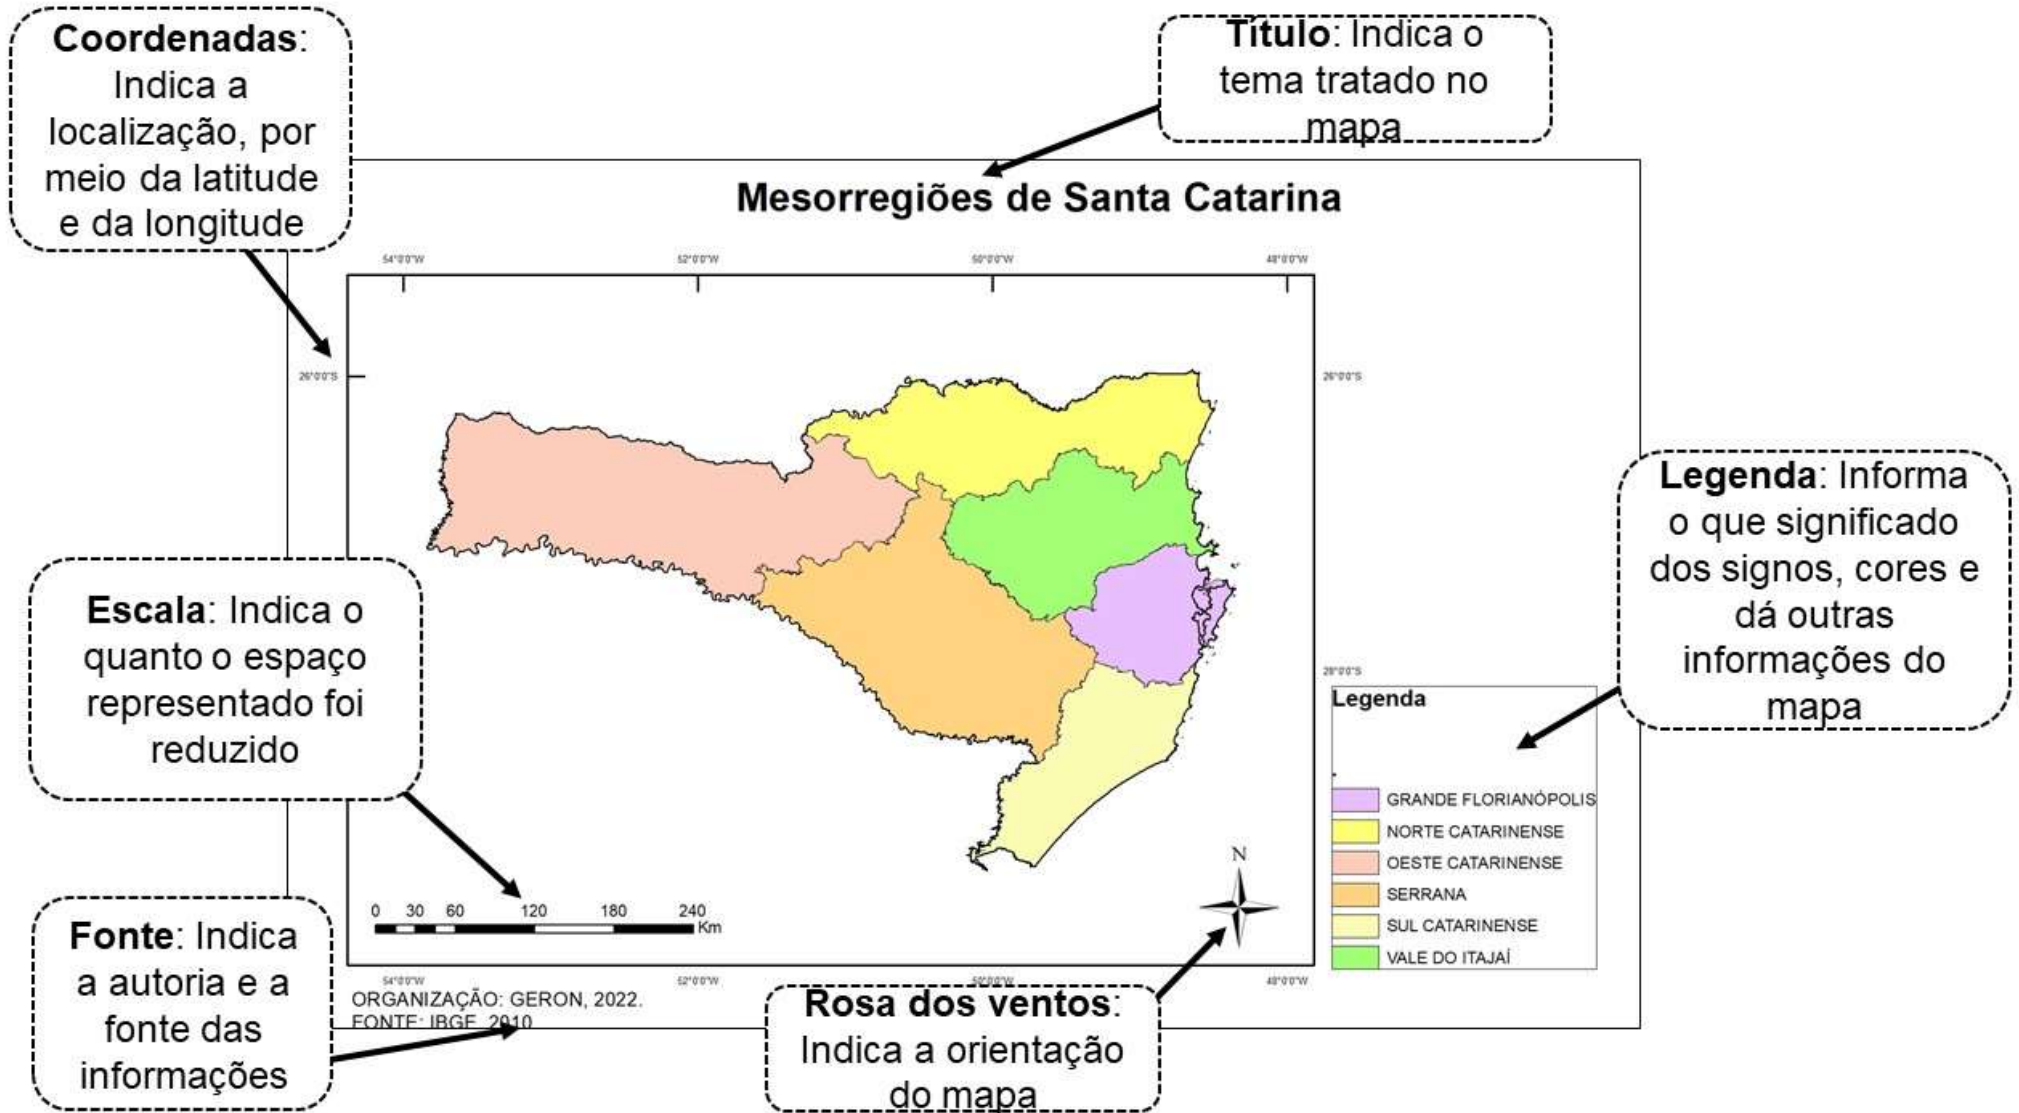 Coordenadas:
Indica a
localização, por
meio da latitude
e da longitude
Título: Indica o
tema tratado no
mapa
Mesorregiões de Santa Catarina
54°0'0"W
52°0'0"W
50°0'0"W
48°0'0"W
26°0'0"S
26°0'0"S
Legenda: Informa
o que significado
dos signos, cores e
dá outras
informações do
mapa
Escala: Indica o
quanto o espaço
representado foi
reduzido
28°0'0"S
Legenda
GRANDE FLORIANÓPOLIS
NORTE CATARINENSE
OESTE CATARINENSE
SERRANA
SUL CATARINENSE
VALE DO ITAJAÍ
N
0 30 60 120 180 240
Km
Fonte: Indica
a autoria e a
fonte das
informações
54°0'0"W
52°0'0"W
50°0'0"W
48°0'0"W
ORGANIZAÇÃO: GERON, 2022.
FONTE: IBGE, 2010
Rosa dos ventos:
Indica a orientação
do mapa